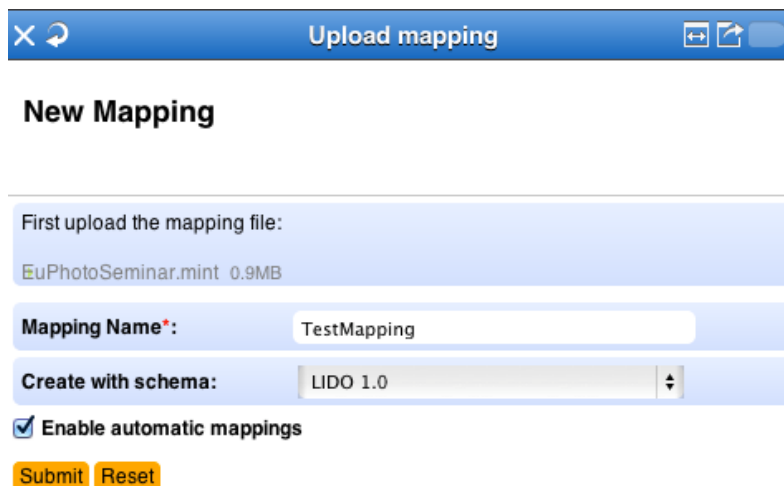 Upload mapping
New Mapping
First upload the mapping file:
EuPhotoSeminar.mint 0.9MB
Mapping Name*: TestMapping
Create with schema: LIDO 1.0
Enable automatic mappings
Submit Reset